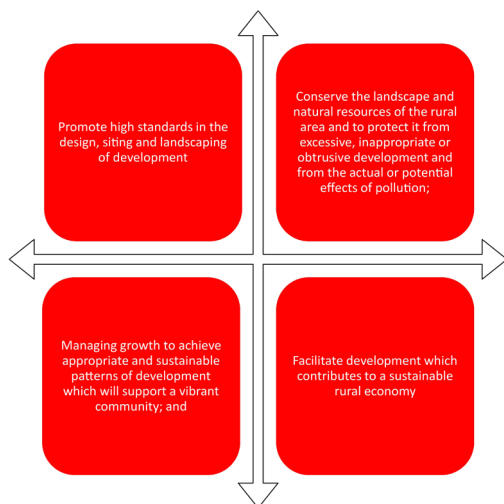 Promote high standards in the
design, siting and landscaping
of development
Conserve the landscape and
natural resources of the rural
area and to protect it from
excessive, inappropriate or
obtrusive development and
from the actual or potential
effects of pollution;
Managing growth to achieve
appropriate and sustainable
patterns of development
which will support a vibrant
community; and
Facilitate development which
contributes to a sustainable
rural economy